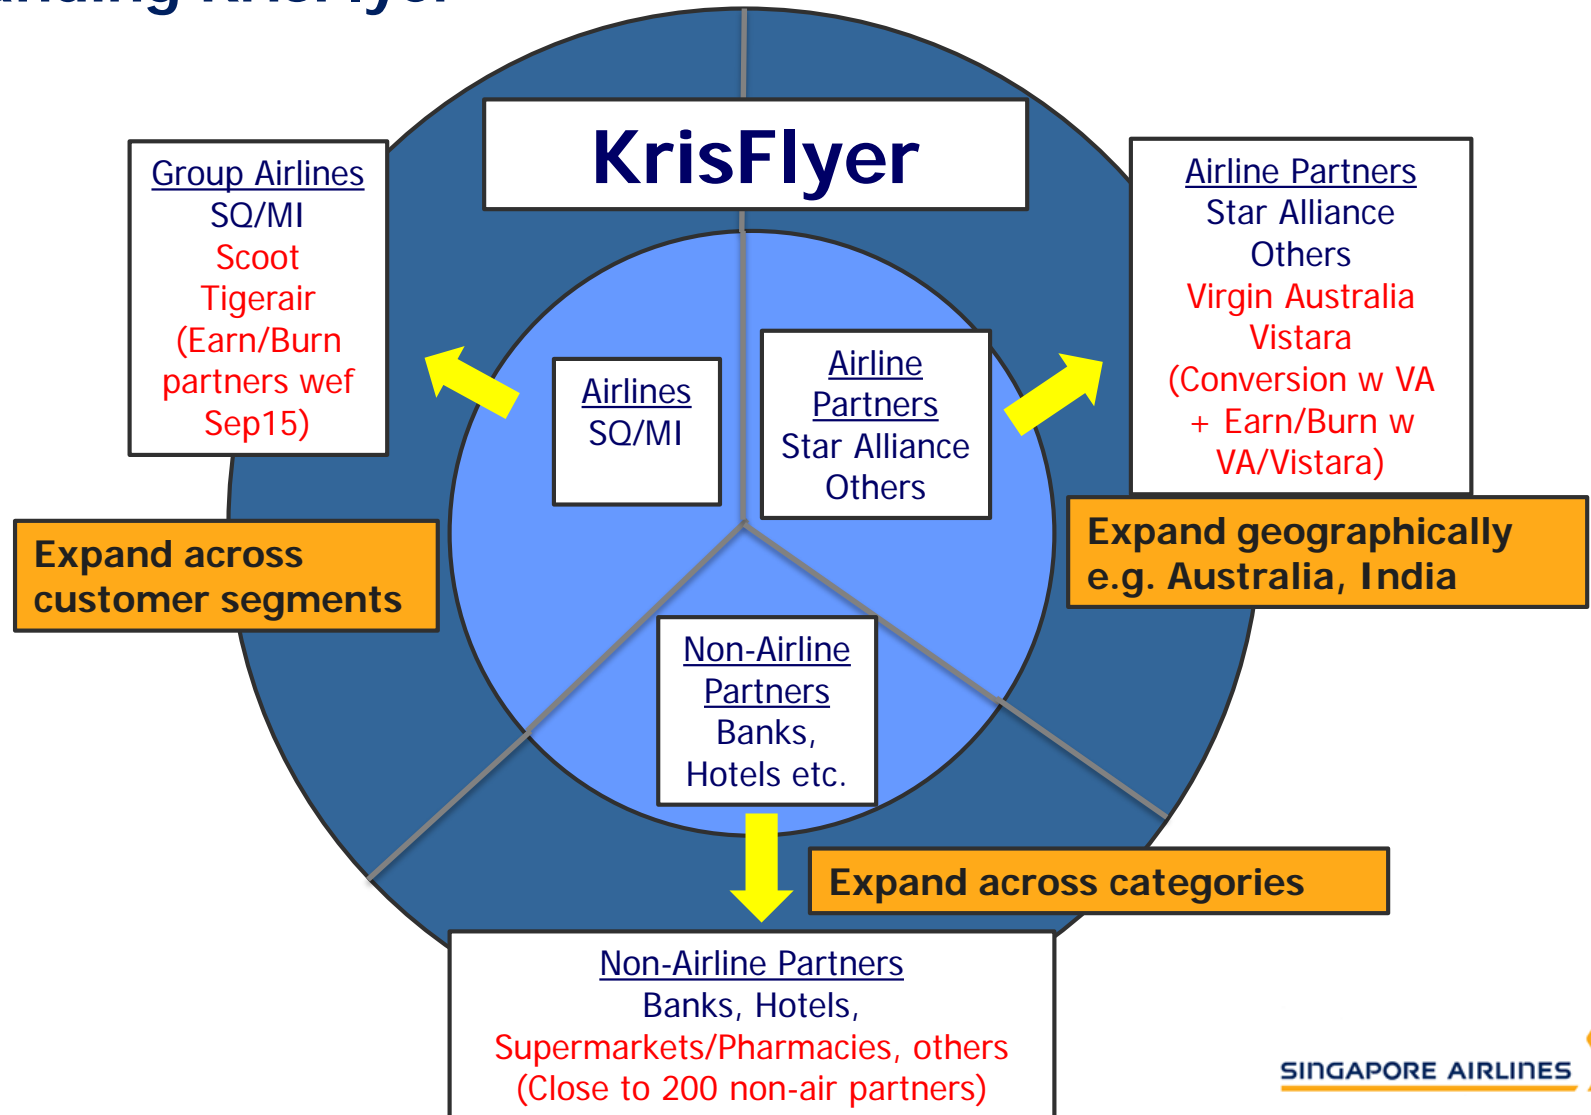 KrisFlyer
KrisFlyer
Group Airlines
SQ/MI
Scoot
Tigerair
(Earn/Burn
partners wef
Sep15)
Airline Partners
Star Alliance
Others
Virgin Australia
Vistara
(Conversion w VA
+ Earn/Burn w
VA/Vistara)
Airlines
SQ/MI
Airline
Partners
Star Alliance
Others
Expand across
customer segments
Expand geographically
e.g. Australia, India
Non-Airline
Partners
Banks,
Hotels etc.
Expand across categories
Non-Airline Partners
Banks, Hotels,
Supermarkets/Pharmacies, others
(Close to 200 non-air partners)
SINGAPORE AIRLINES